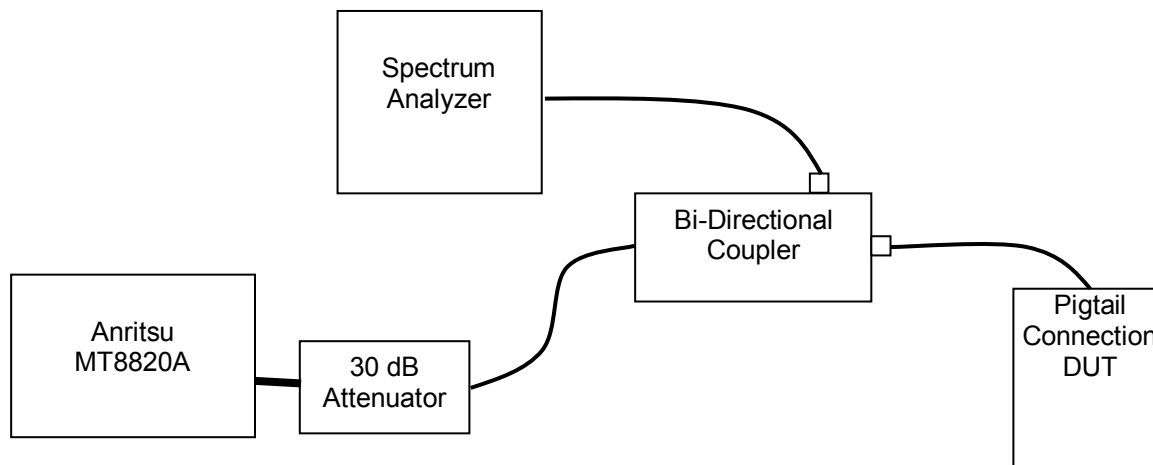 Spectrum
Analyzer
Bi-Directional
Coupler
Anritsu
MT8820A
30 dB
Attenuator
Pigtail
Connection
DUT